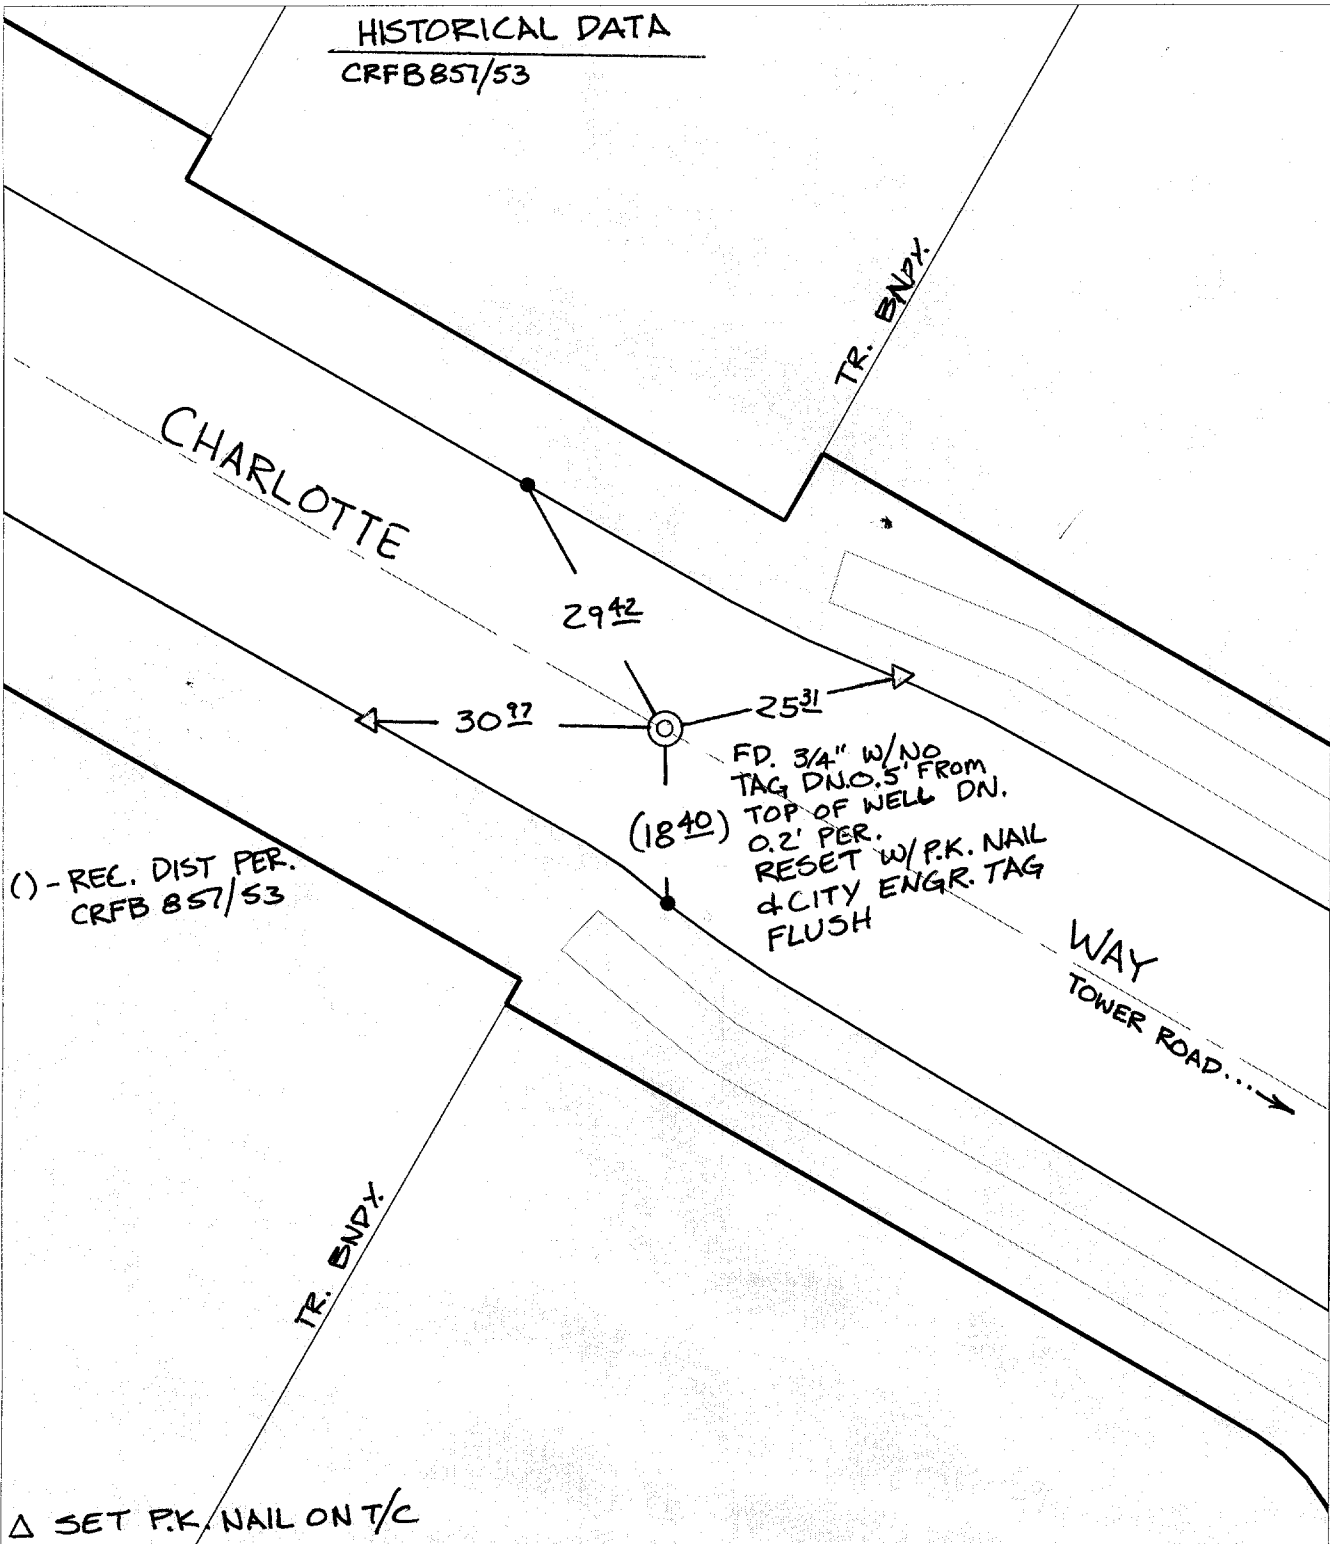 HISTORICAL DATA
CRFB 857/53
TR. BNDY.
CHARLOTTE
29 42
30 97
25 31
(18 40)
FD. 3/4" W/NO
TAG DN.0.5' FROM
TOP OF WELL DN.
0.2' PER.
RESET W/ P.K. NAIL
& CITY ENGR. TAG
FLUSH
() - REC. DIST PER.
CRFB 857/53
WAY
TOWER ROAD....
TR. BNDY.
Δ SET P.K. NAIL ON T/C